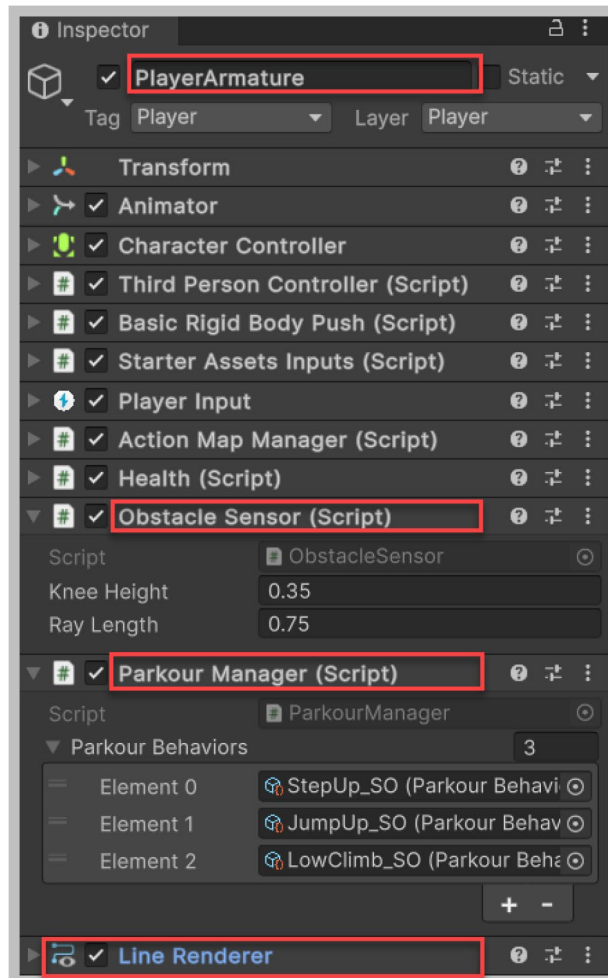 Inspector
PlayerArmature
Static
Tag Player Layer Player
Transform
Animator
Character Controller
# Third Person Controller (Script)
# Basic Rigid Body Push (Script)
# Starter Assets Inputs (Script)
Player Input
# Action Map Manager (Script)
# Health (Script)
# Obstacle Sensor (Script)
Script # ObstacleSensor
Knee Height 0.35
Ray Length 0.75
# Parkour Manager (Script)
Script # ParkourManager
Parkour Behaviors 3
Element 0 StepUp_SO (Parkour Behavi
Element 1 JumpUp_SO (Parkour Behav
Element 2 LowClimb_SO (Parkour Beha
+ -
Line Renderer